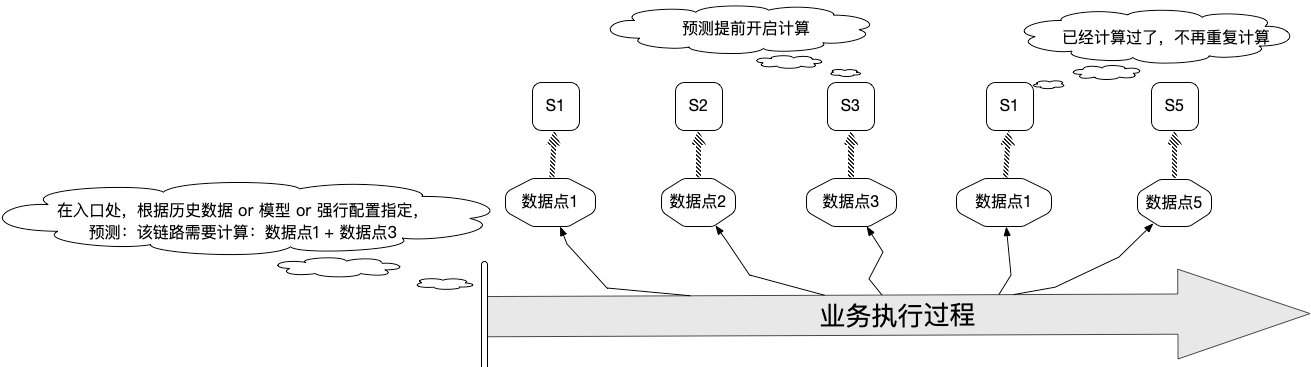 预测提前开启计算
已经计算过了，不再重复计算
S1
S2
S3
S1
S5
数据点1
数据点2
数据点3
数据点1
数据点5
在入口处，根据历史数据 or 模型 or 强行配置指定，
预测：该链路需要计算：数据点1 + 数据点3
业务执行过程